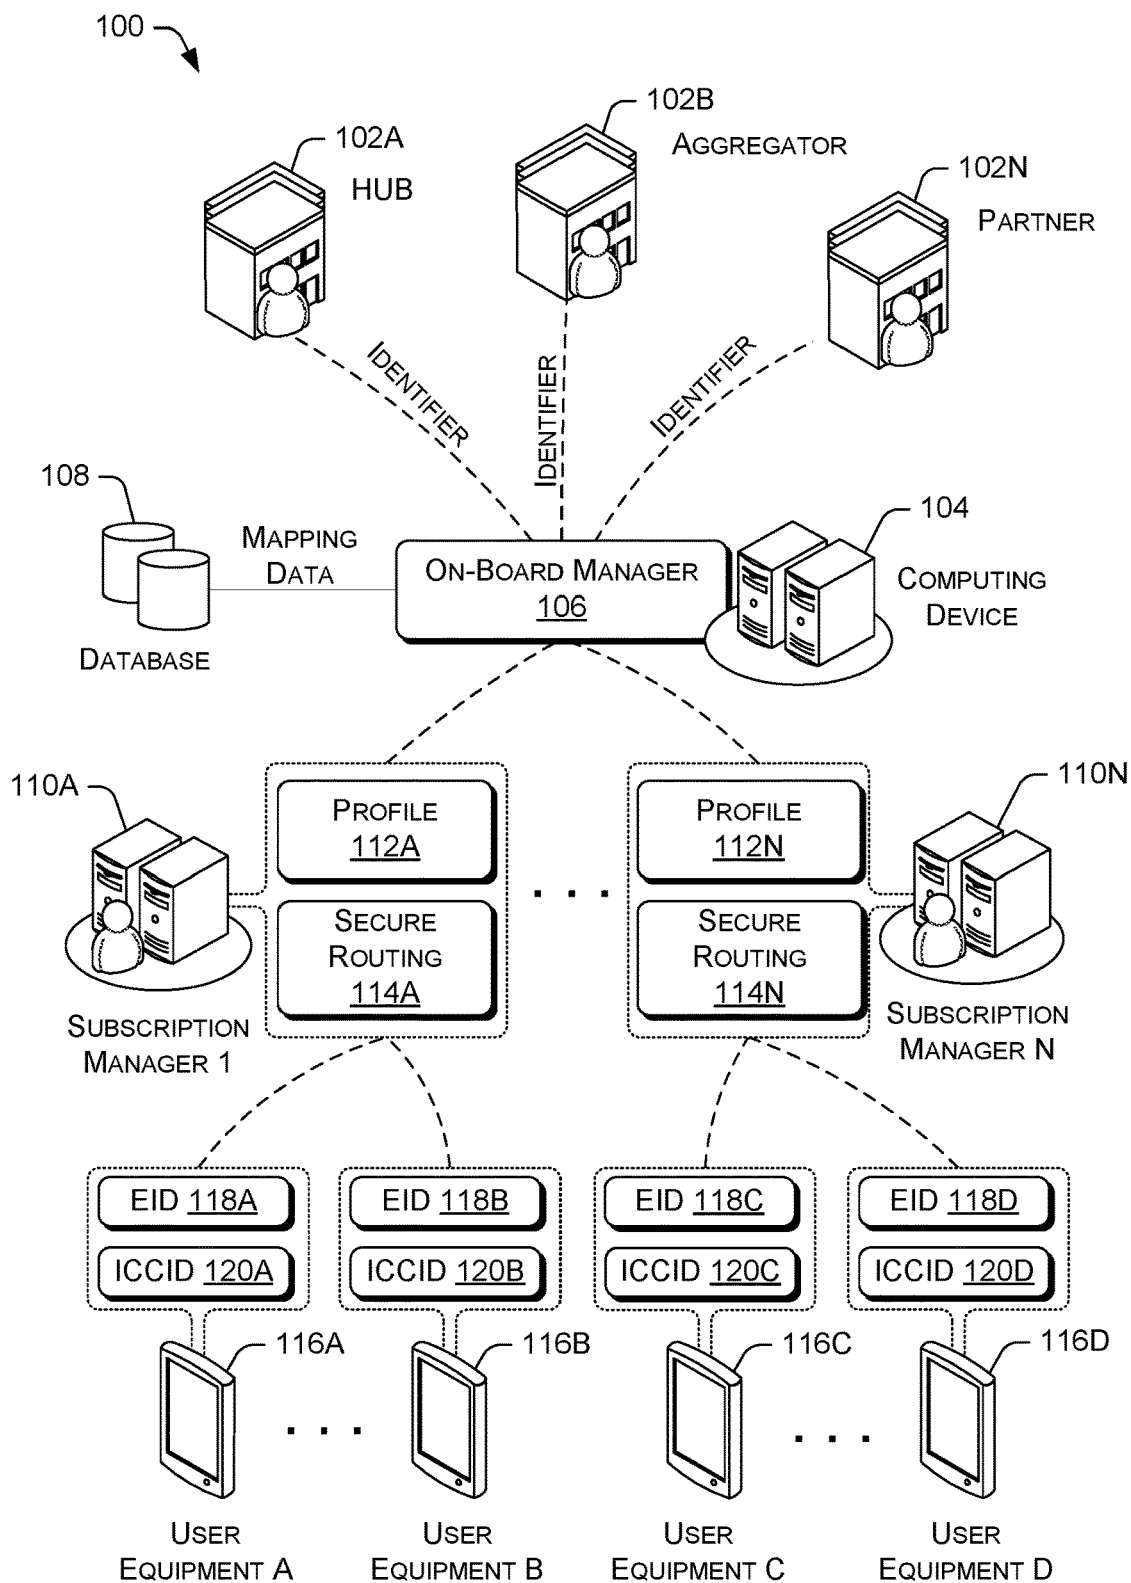 100
102A
HUB
102B
AGGREGATOR
102N
PARTNER
IDENTIFIER
IDENTIFIER
IDENTIFIER
108
DATABASE
MAPPING
DATA
ON-BOARD MANAGER
106
104
COMPUTING
DEVICE
110A
SUBSCRIPTION
MANAGER 1
PROFILE
112A
SECURE
ROUTING
114A
. . .
PROFILE
112N
SECURE
ROUTING
114N
110N
SUBSCRIPTION
MANAGER N
EID 118A
ICCID 120A
EID 118B
ICCID 120B
EID 118C
ICCID 120C
EID 118D
ICCID 120D
116A
116B
116C
116D
. . .
. . .
USER
EQUIPMENT A
USER
EQUIPMENT B
USER
EQUIPMENT C
USER
EQUIPMENT D